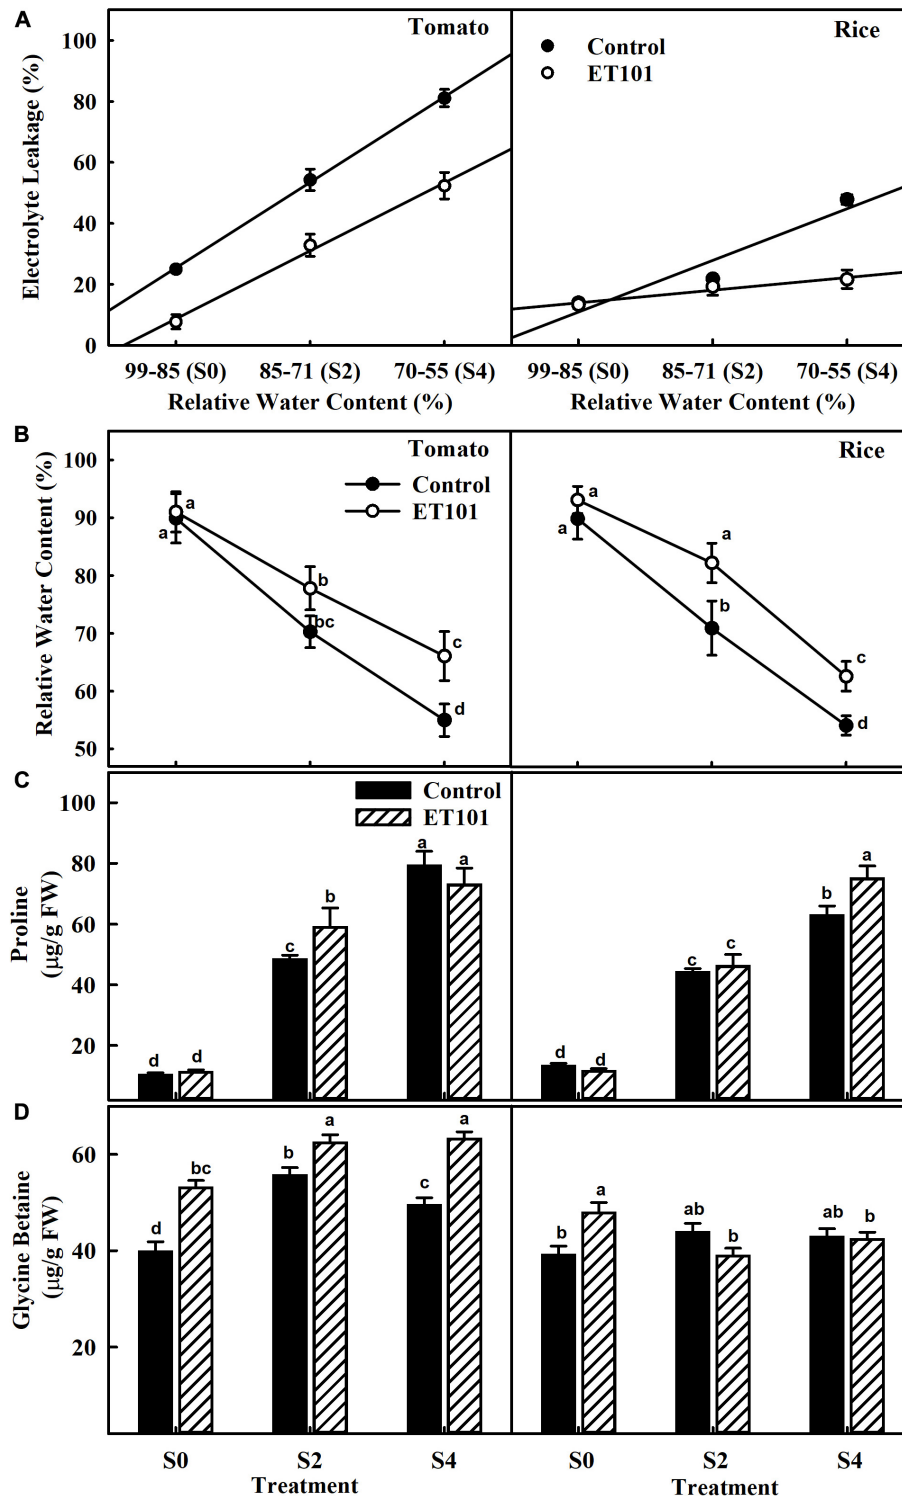 A
Tomato
Rice
Control
ET101
Electrolyte Leakage (%)
100
80
60
40
20
0
99-85 (S0)
85-71 (S2)
70-55 (S4)
99-85 (S0)
85-71 (S2)
70-55 (S4)
Relative Water Content (%)
Relative Water Content (%)
B
Tomato
Rice
Control
ET101
Relative Water Content (%)
100
90
80
70
60
50
a
a
b
bc
c
d
a
a
a
b
c
d
C
Control
ET101
Proline
(µg/g FW)
100
80
60
40
20
d
d
c
b
a
a
d
d
c
c
b
a
D
Glycine Betaine
(µg/g FW)
60
40
20
d
bc
b
a
c
a
b
a
ab
b
ab
b
S0
S2
S4
S0
S2
S4
Treatment
Treatment